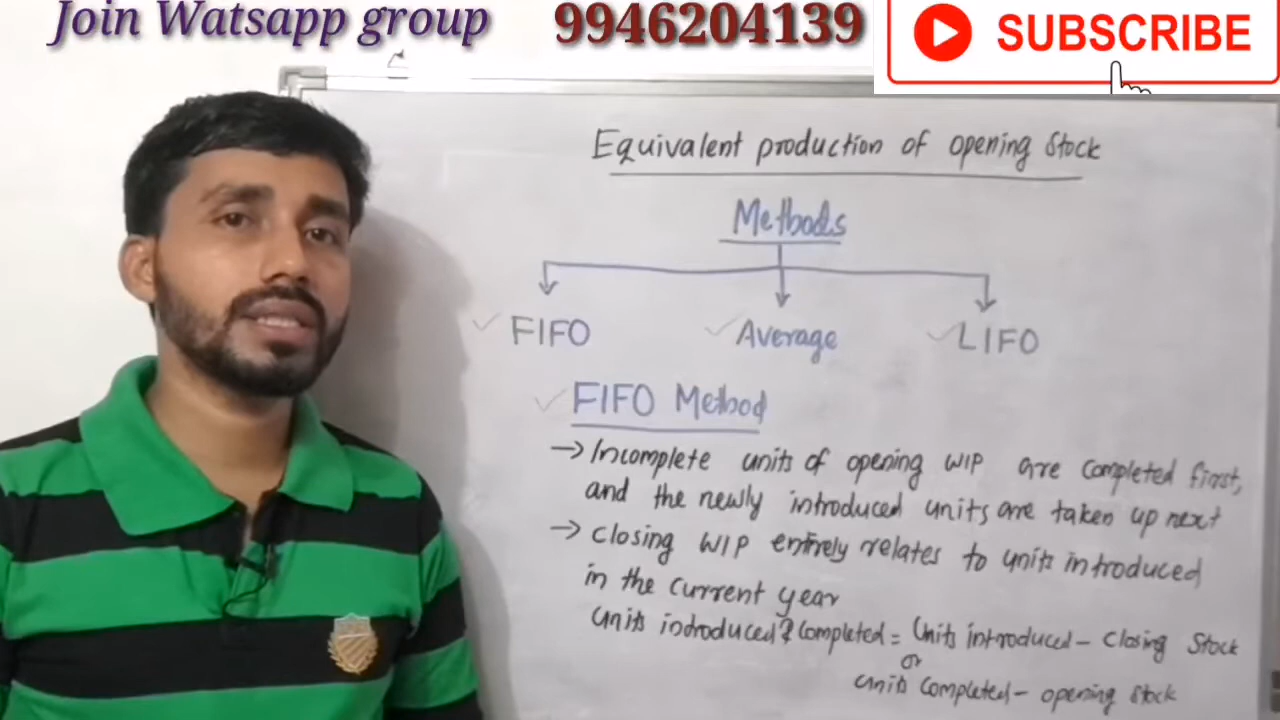 Join Watsapp group
9946204139
SUBSCRIBE
Equivalent production of opening Stock
Methods
FIFO
Average
LIFO
FIFO Method
→ Incomplete units of opening WIP are completed first,
and the newly introduced units are taken up next
→ Closing WIP entirely relates to units introduced
in the current year
Units introduced & Completed = Units introduced - Closing Stock
or
Units Completed - opening stock